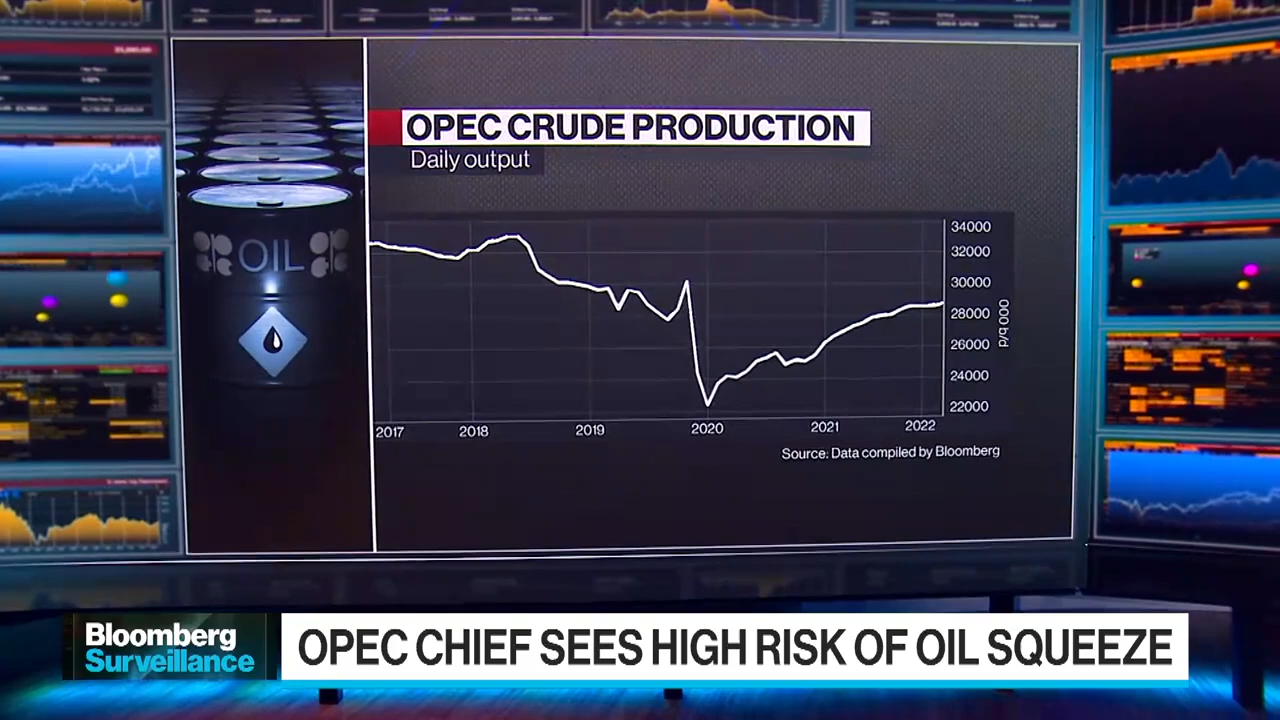 OIL
OPEC CRUDE PRODUCTION
Daily output
34000
32000
30000
28000
26000
24000
22000
000 b/d
2017 2018 2019 2020 2021 2022
Source: Data compiled by Bloomberg
Bloomberg
Surveillance
OPEC CHIEF SEES HIGH RISK OF OIL SQUEEZE